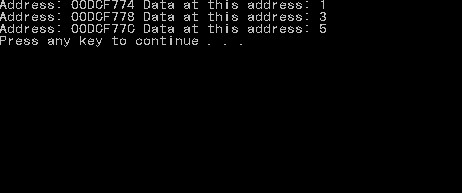 Address: 00DCF774 Data at this address: 1
Address: 00DCF778 Data at this address: 3
Address: 00DCF77C Data at this address: 5
Press any key to continue . . .